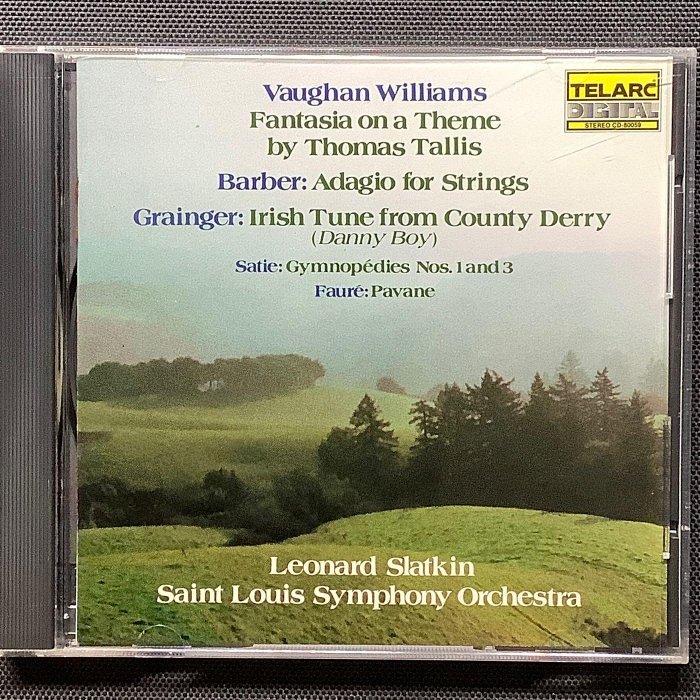 Vaughan Williams
Fantasia on a Theme
by Thomas Tallis
Barber: Adagio for Strings
Grainger: Irish Tune from County Derry
(Danny Boy)
Satie: Gymnopédies Nos. 1 and 3
Fauré: Pavane
TELARC
DIGITAL
STEREO CD-80059
Leonard Slatkin
Saint Louis Symphony Orchestra